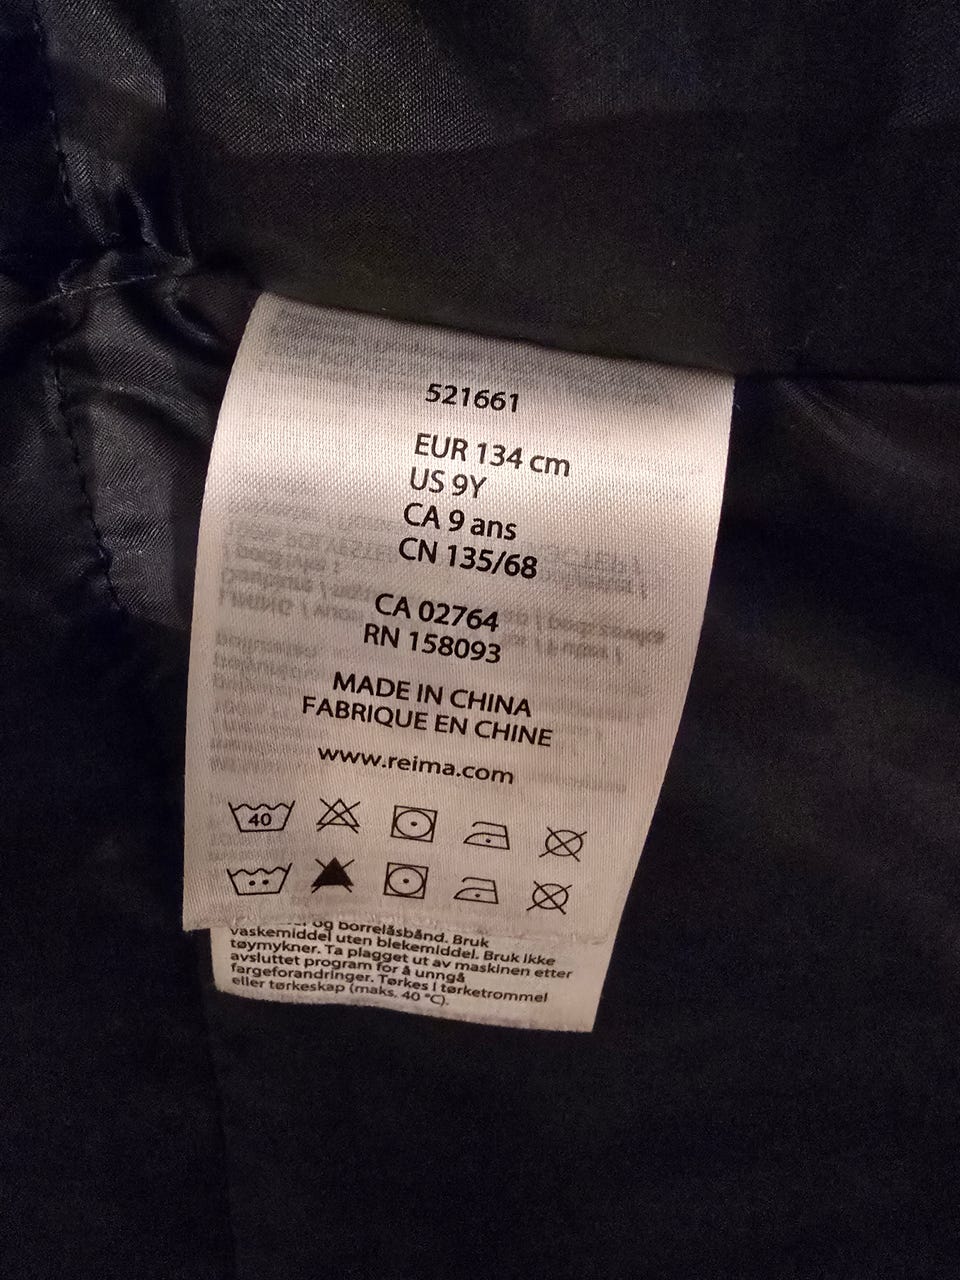 521661
EUR 134 cm
US 9Y
CA 9 ans
CN 135/68
CA 02764
RN 158093
MADE IN CHINA
FABRIQUE EN CHINE
www.reima.com
40
og borrelåsbånd. Bruk
vaskemiddel uten blekemiddel. Bruk ikke
tøymykner. Ta plagget ut av maskinen etter
avsluttet program for å unngå
fargeforandringer. Tørkes i tørketrommel
eller tørkeskap (maks. 40 °C).